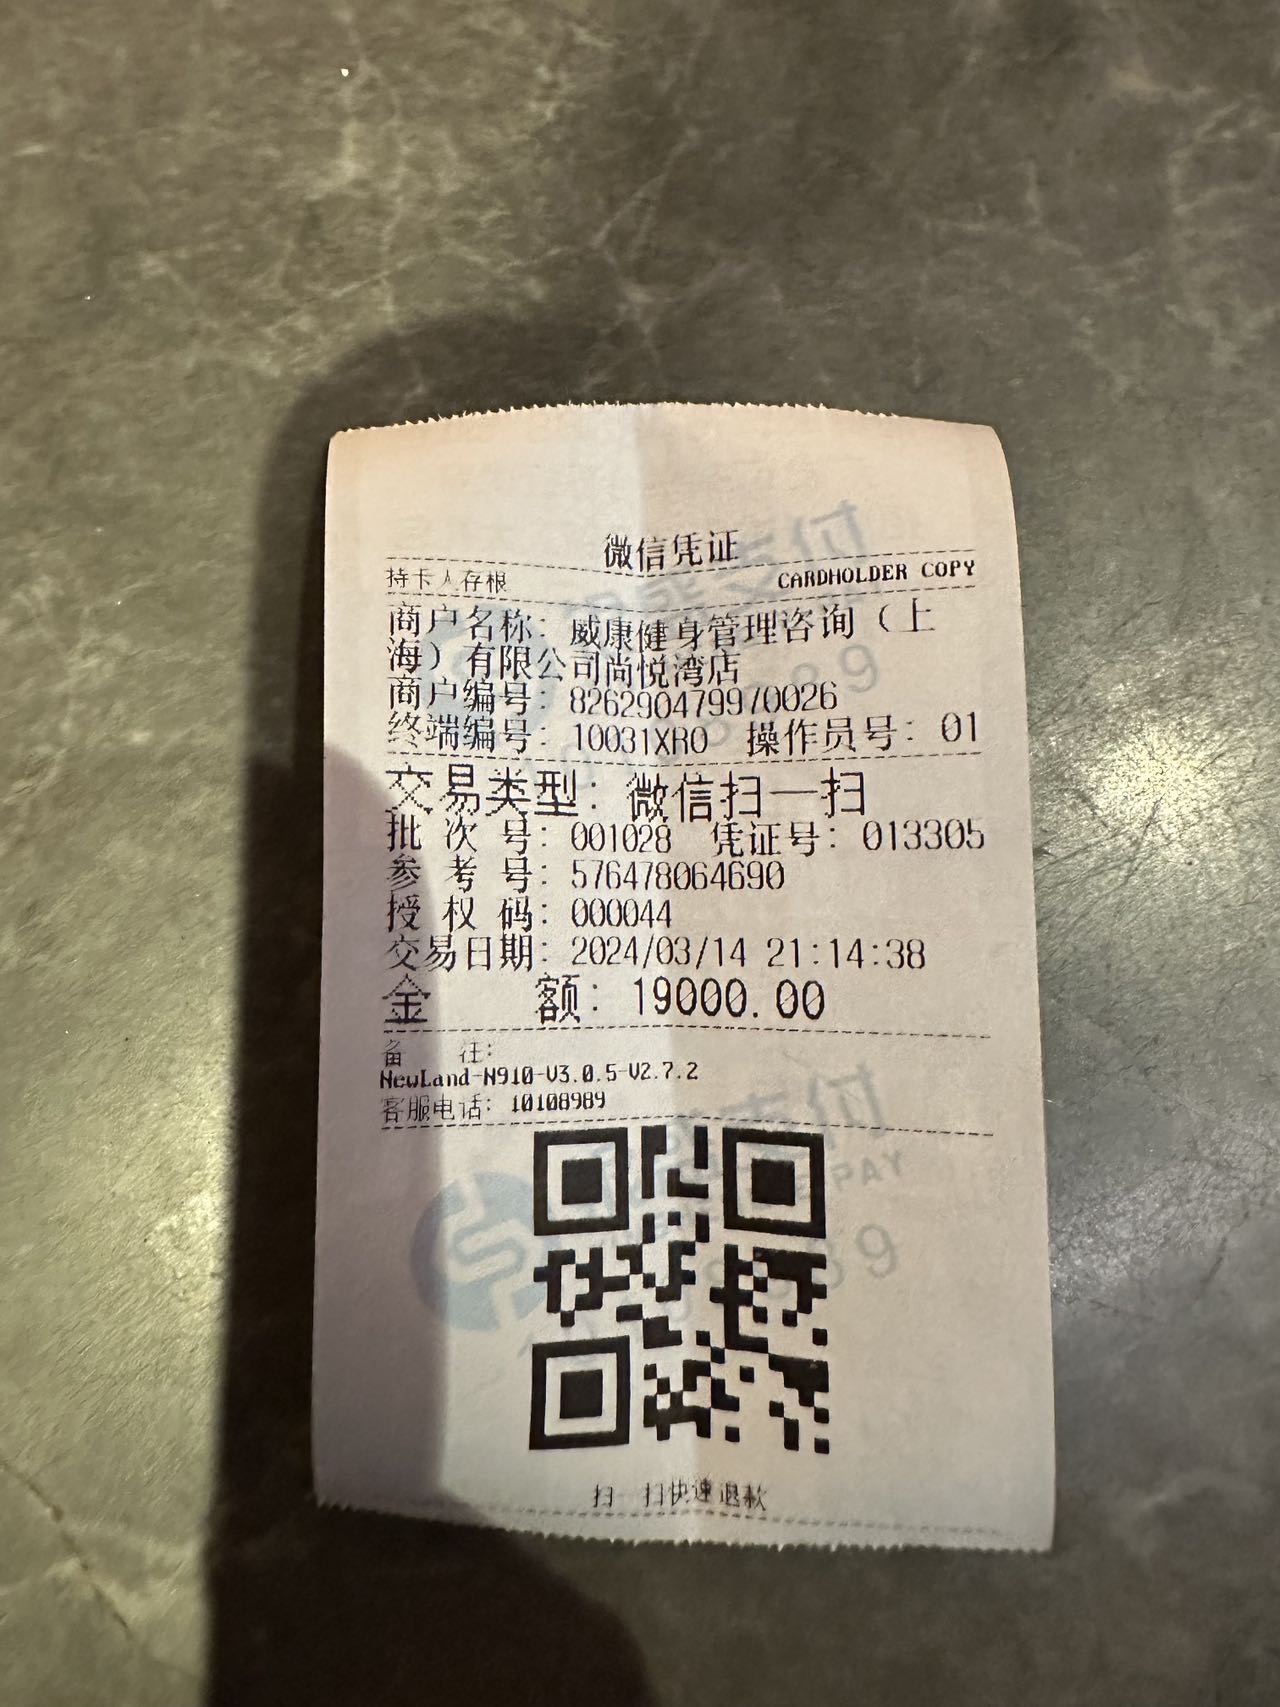 微信凭证
持卡人存根 CARDHOLDER COPY
商户名称: 威康健身管理咨询（上
海）有限公司尚悦湾店
商户编号: 826290479970026
终端编号: 10031XR0 操作员号: 01
交易类型: 微信扫一扫
批 次 号: 001028 凭证号: 013305
参 考 号: 576478064690
授 权 码: 000044
交易日期: 2024/03/14 21:14:38
金 额: 19000.00
备 注:
NewLand-N910-V3.0.5-V2.7.2
客服电话: 10108989
扫一扫快速退款